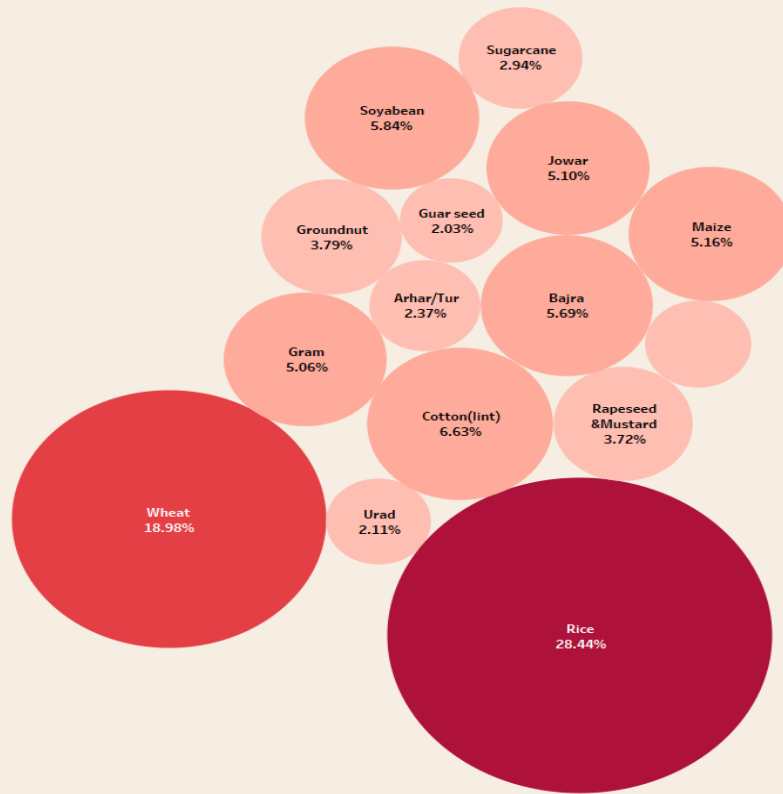 Sugarcane
2.94%
Soyabean
5.84%
Jowar
5.10%
Maize
5.16%
Guar seed
2.03%
Groundnut
3.79%
Arhar/Tur
2.37%
Bajra
5.69%
Gram
5.06%
Cotton(lint)
6.63%
Rapeseed
&Mustard
3.72%
Wheat
18.98%
Urad
2.11%
Rice
28.44%